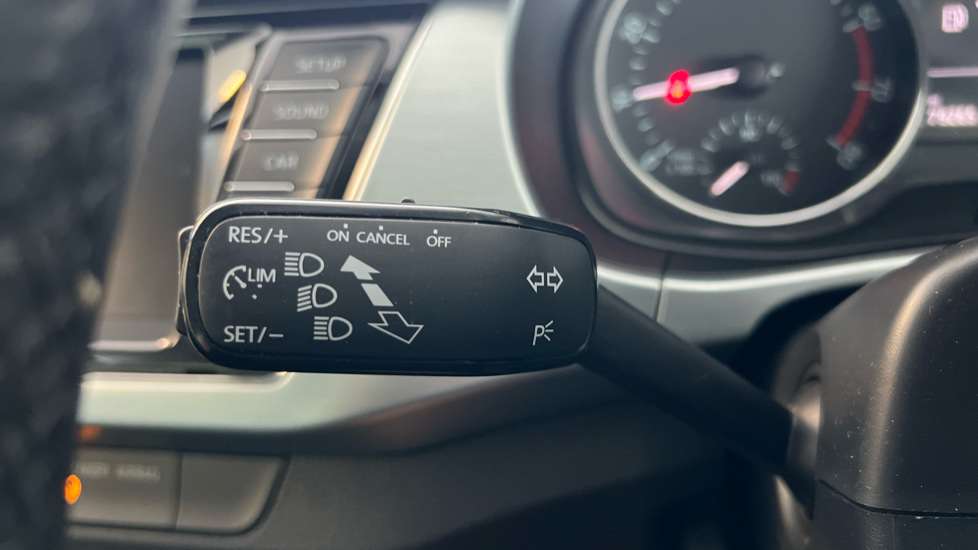 SETUP
SOUND
CAR
RES/+ ON CANCEL OFF
LIM
SET/− P